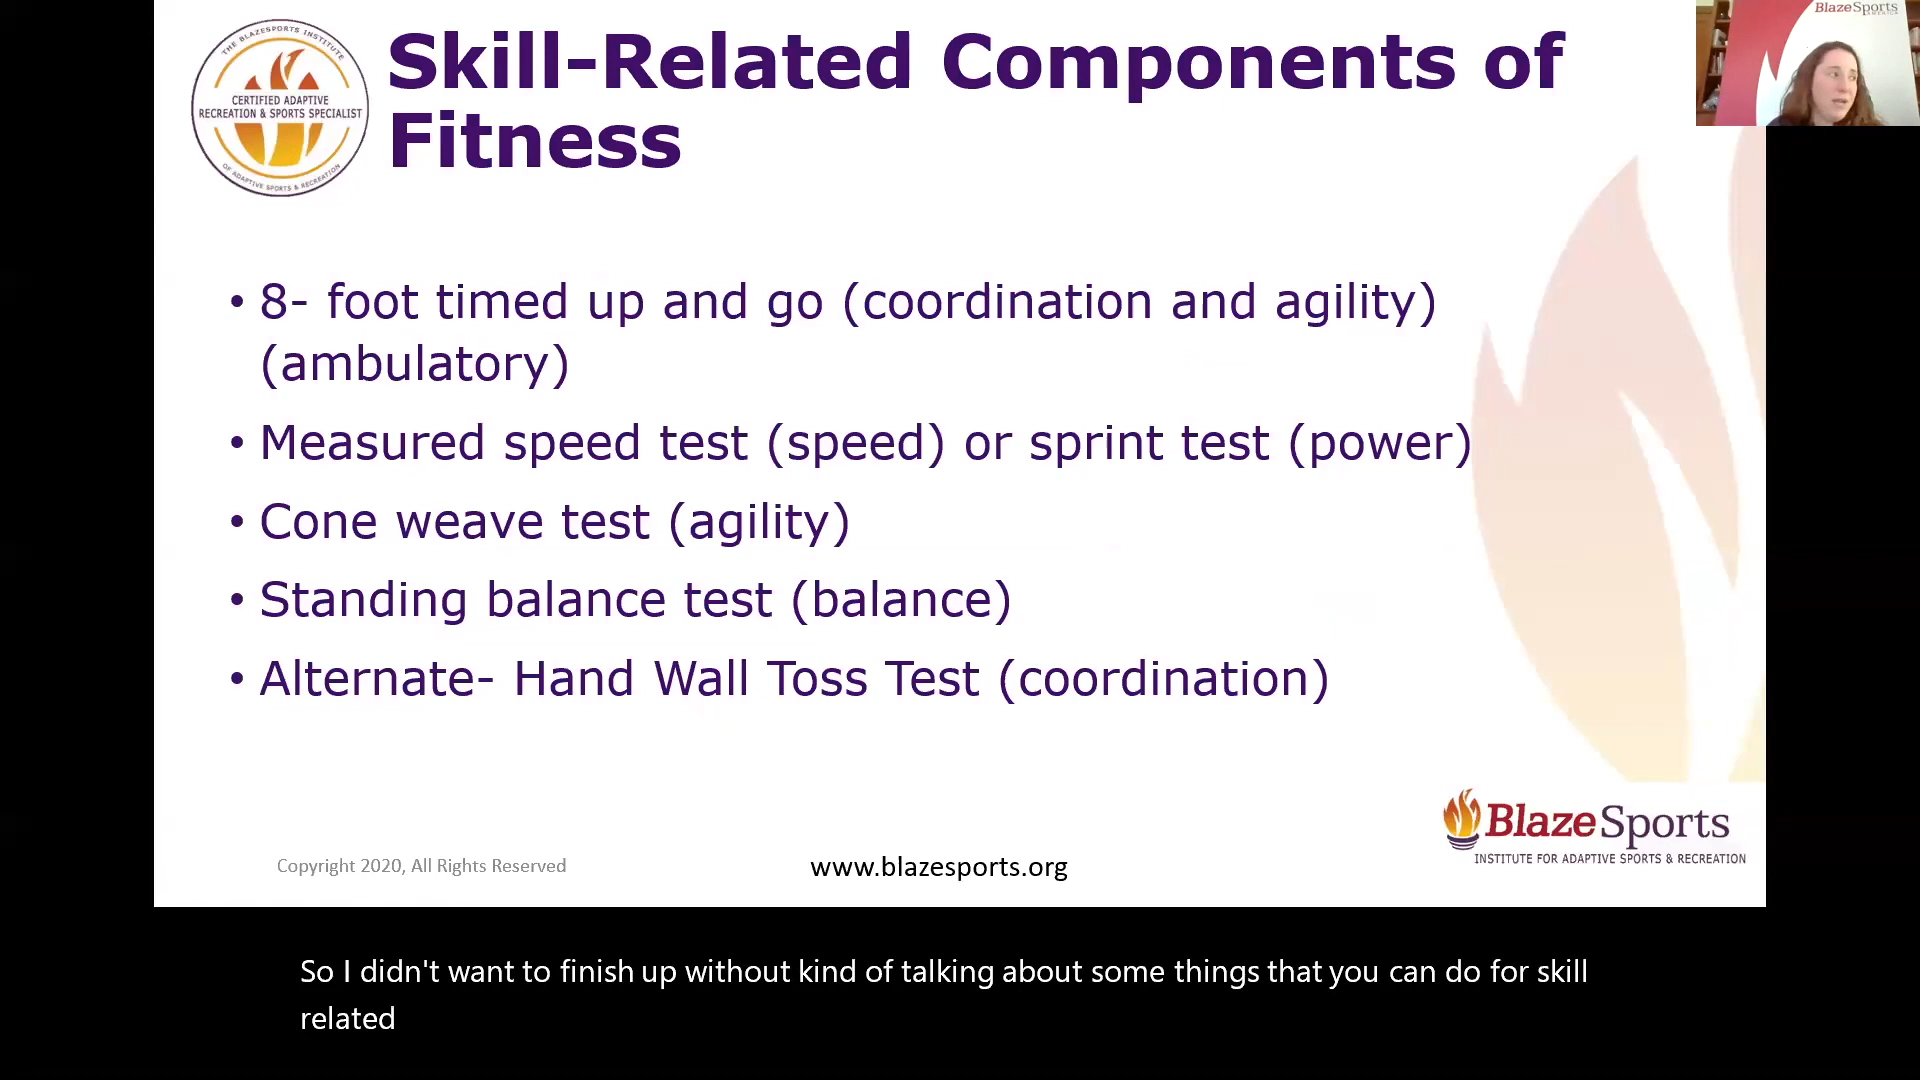 THE BLAZESPORTS INSTITUTE
CERTIFIED ADAPTIVE
RECREATION & SPORTS SPECIALIST
OF ADAPTIVE SPORTS & RECREATION
Skill-Related Components of
Fitness
BlazeSports
AMERICA
• 8- foot timed up and go (coordination and agility)
(ambulatory)
• Measured speed test (speed) or sprint test (power)
• Cone weave test (agility)
• Standing balance test (balance)
• Alternate- Hand Wall Toss Test (coordination)
Copyright 2020, All Rights Reserved
www.blazesports.org
BlazeSports
INSTITUTE FOR ADAPTIVE SPORTS & RECREATION
So I didn't want to finish up without kind of talking about some things that you can do for skill
related